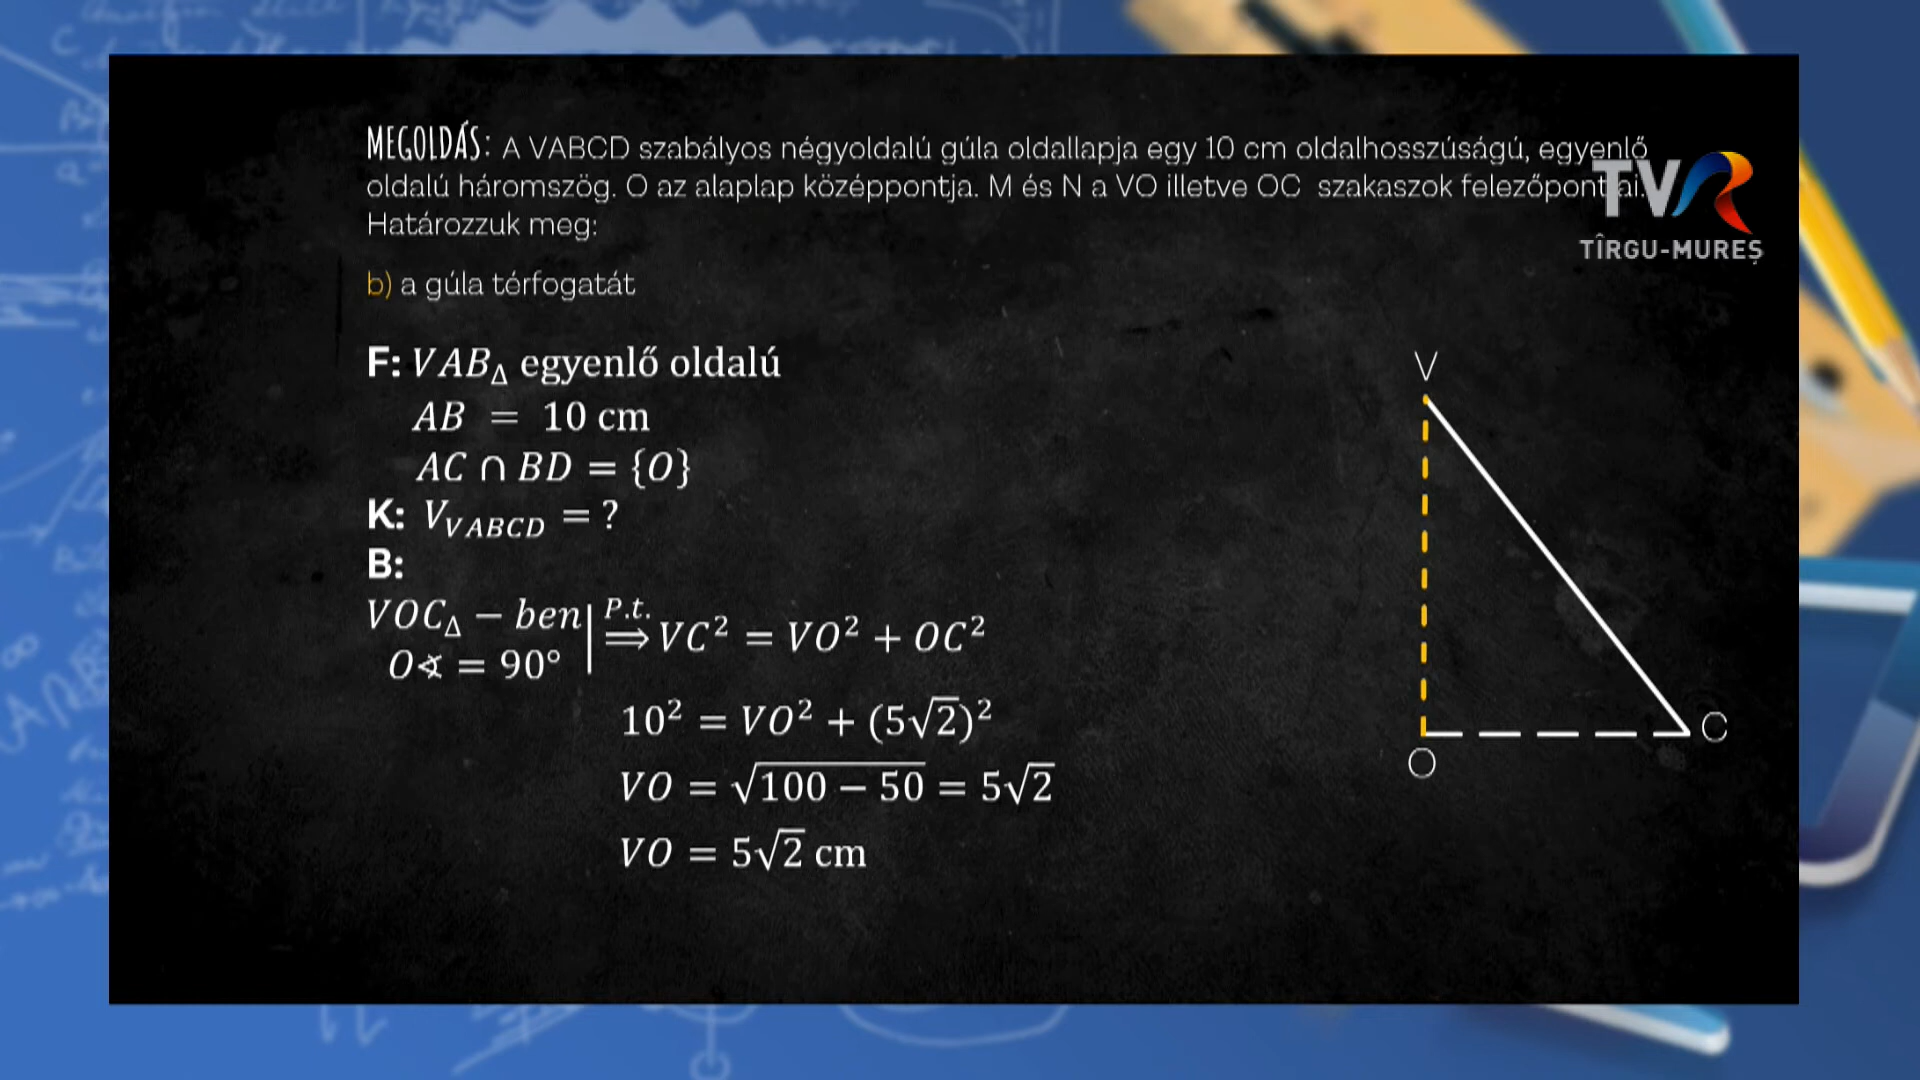 MEGOLDÁS: A VABCD szabályos négyoldalú gúla oldallapja egy 10 cm oldalhosszúságú, egyenlő
oldalú háromszög. O az alaplap középpontja. M és N a VO illetve OC szakaszok felezőpontjai.
Határozzuk meg:
b) a gúla térfogatát
F: VAB△ egyenlő oldalú
AB = 10 cm
AC ∩ BD = {O}
K: V_VABCD = ?
B:
VOC△ − ben
O∢ = 90°
P.t.
⟹ VC² = VO² + OC²
10² = VO² + (5√2)²
VO = √(100 − 50) = 5√2
VO = 5√2 cm
V
O
C
TVR
TÎRGU-MUREȘ